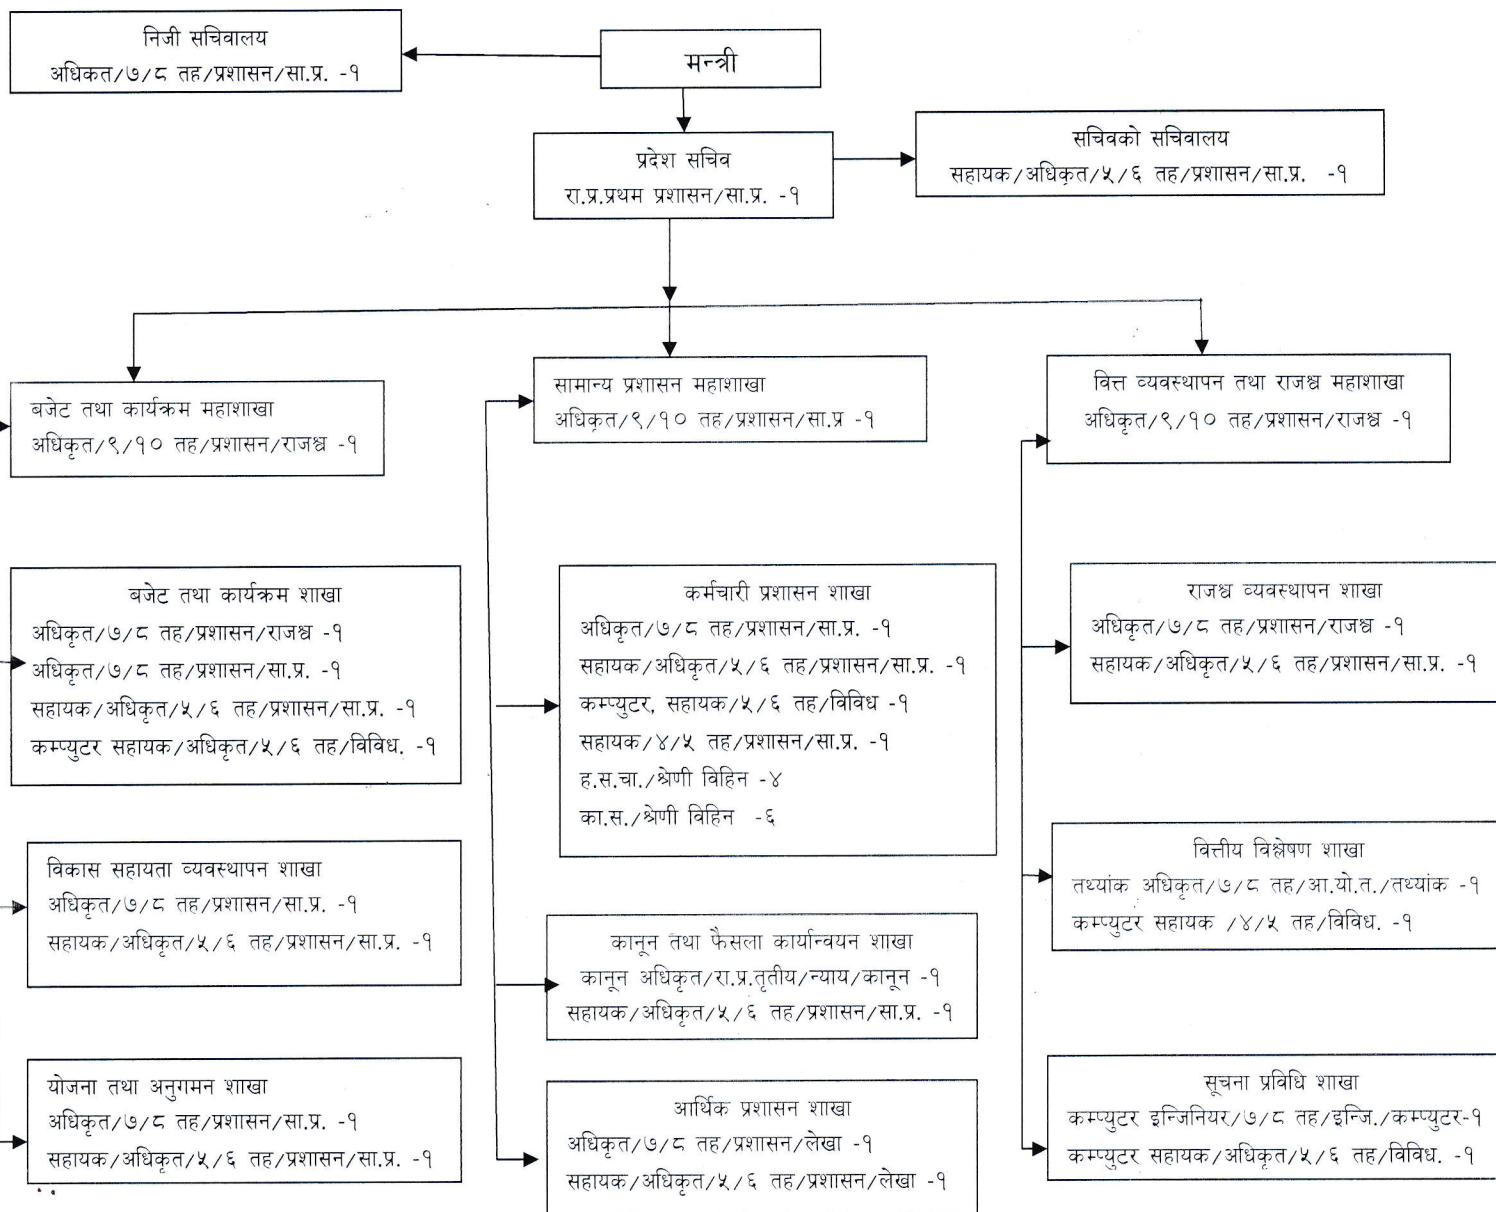 निजी सचिवालय
अधिकत/७/८ तह/प्रशासन/सा.प्र. -१
मन्त्री
प्रदेश सचिव
रा.प्र.प्रथम प्रशासन/सा.प्र. -१
सचिवको सचिवालय
सहायक/अधिकृत/५/६ तह/प्रशासन/सा.प्र. -१
बजेट तथा कार्यक्रम महाशाखा
अधिकृत/९/१० तह/प्रशासन/राजश्व -१
सामान्य प्रशासन महाशाखा
अधिकृत/९/१० तह/प्रशासन/सा.प्र -१
वित्त व्यवस्थापन तथा राजश्व महाशाखा
अधिकृत/९/१० तह/प्रशासन/राजश्व -१
बजेट तथा कार्यक्रम शाखा
अधिकृत/७/८ तह/प्रशासन/राजश्व -१
अधिकृत/७/८ तह/प्रशासन/सा.प्र. -१
सहायक/अधिकृत/५/६ तह/प्रशासन/सा.प्र. -१
कम्प्युटर सहायक/अधिकृत/५/६ तह/विविध. -१
विकास सहायता व्यवस्थापन शाखा
अधिकृत/७/८ तह/प्रशासन/सा.प्र. -१
सहायक/अधिकृत/५/६ तह/प्रशासन/सा.प्र. -१
योजना तथा अनुगमन शाखा
अधिकृत/७/८ तह/प्रशासन/सा.प्र. -१
सहायक/अधिकृत/५/६ तह/प्रशासन/सा.प्र. -१
कर्मचारी प्रशासन शाखा
अधिकृत/७/८ तह/प्रशासन/सा.प्र. -१
सहायक/अधिकृत/५/६ तह/प्रशासन/सा.प्र. -१
कम्प्युटर, सहायक/५/६ तह/विविध -१
सहायक/४/५ तह/प्रशासन/सा.प्र. -१
ह.स.चा./श्रेणी विहिन -४
का.स./श्रेणी विहिन -६
कानून तथा फैसला कार्यान्वयन शाखा
कानून अधिकृत/रा.प्र.तृतीय/न्याय/कानून -१
सहायक/अधिकृत/५/६ तह/प्रशासन/सा.प्र. -१
आर्थिक प्रशासन शाखा
अधिकृत/७/८ तह/प्रशासन/लेखा -१
सहायक/अधिकृत/५/६ तह/प्रशासन/लेखा -१
राजश्व व्यवस्थापन शाखा
अधिकृत/७/८ तह/प्रशासन/राजश्व -१
सहायक/अधिकृत/५/६ तह/प्रशासन/सा.प्र. -१
वित्तीय विश्लेषण शाखा
तथ्यांक अधिकृत/७/८ तह/आ.यो.त./तथ्यांक -१
कम्प्युटर सहायक /४/५ तह/विविध. -१
सूचना प्रविधि शाखा
कम्प्युटर इन्जिनियर/७/८ तह/इन्जि./कम्प्युटर-१
कम्प्युटर सहायक/अधिकृत/५/६ तह/विविध. -१